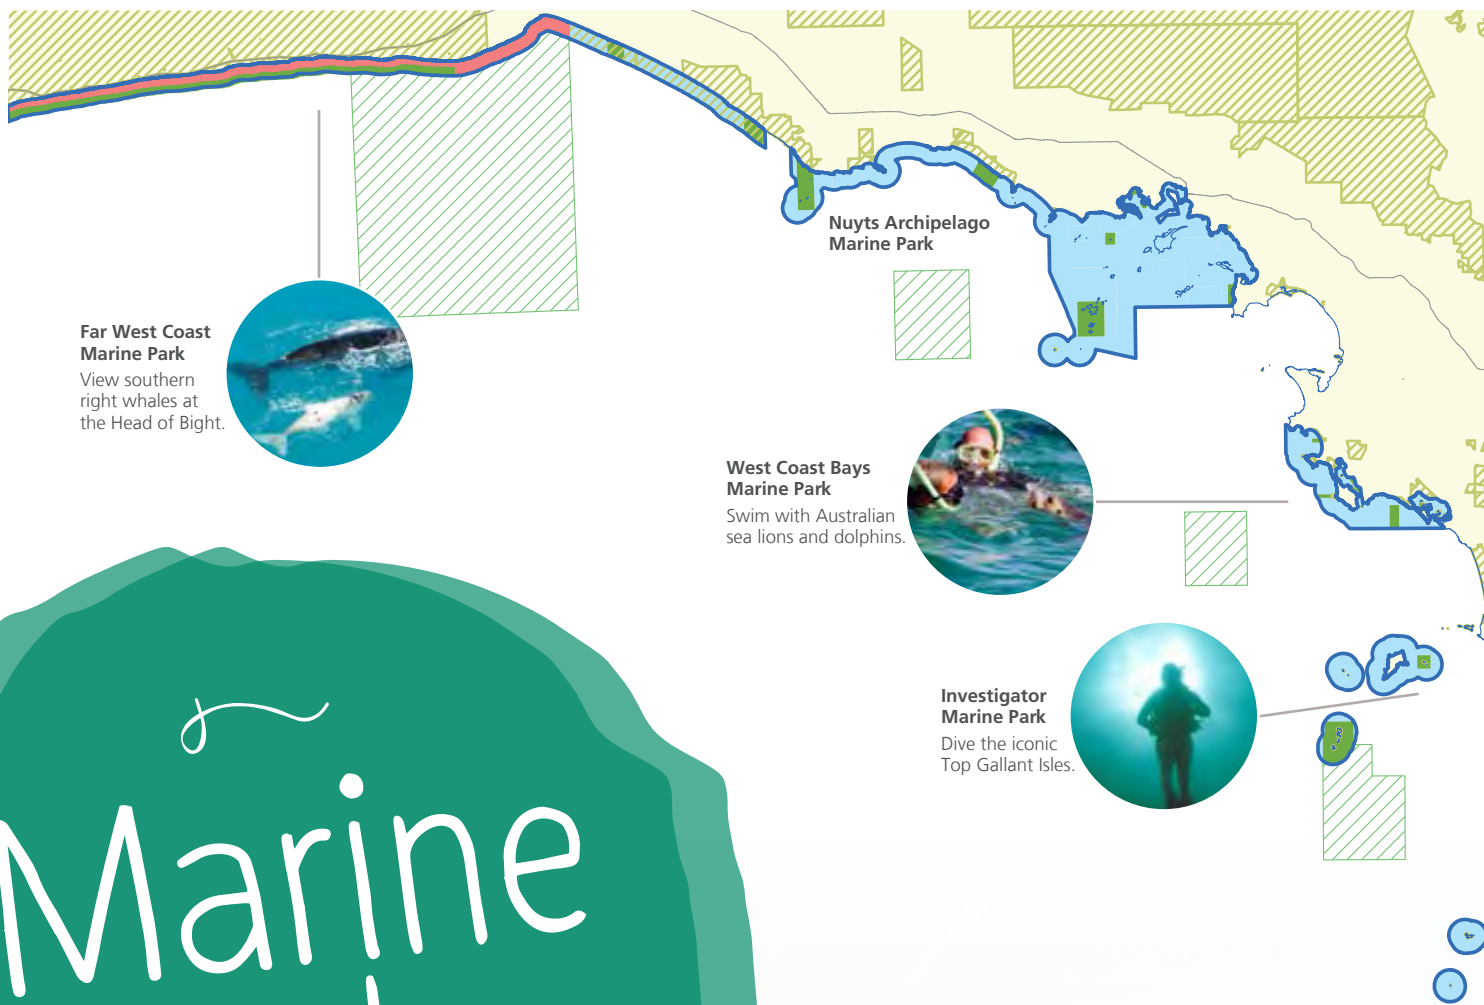 Nuyts Archipelago
Marine Park
Far West Coast
Marine Park
View southern
right whales at
the Head of Bight.
West Coast Bays
Marine Park
Swim with Australian
sea lions and dolphins.
Investigator
Marine Park
Dive the iconic
Top Gallant Isles.
Marine